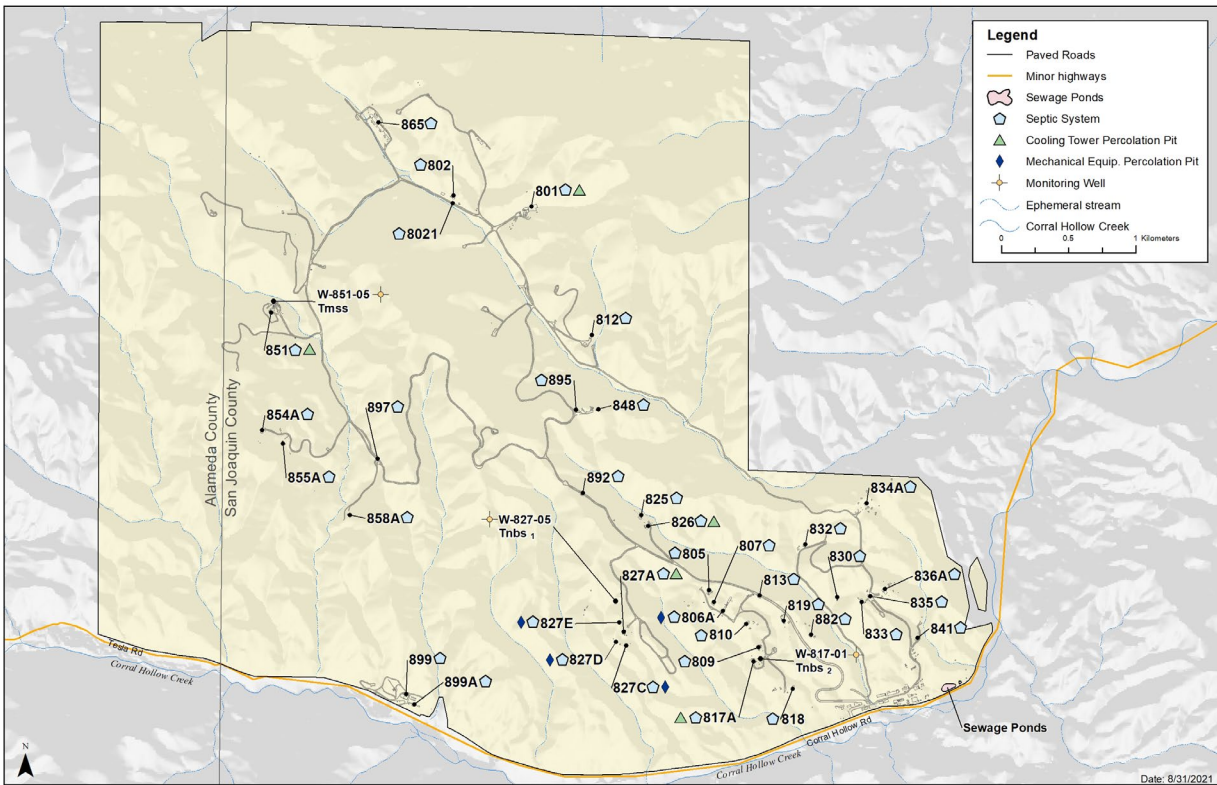 Legend
Paved Roads
Minor highways
Sewage Ponds
Septic System
Cooling Tower Percolation Pit
Mechanical Equip. Percolation Pit
Monitoring Well
Ephemeral stream
Corral Hollow Creek
0 0.5 1 Kilometers
865
802
801
8021
W-851-05
Tmss
812
851
895
848
854A
897
855A
892
858A
W-827-05
Tnbs 1
825
834A
826
832
805
807
830
827A
813
836A
819
835
806A
827E
882
810
833
841
827D
809
W-817-01
Tnbs 2
899
899A
827C
817A
818
Sewage Ponds
Alameda County
San Joaquin County
Tesla Rd
Corral Hollow Creek
Corral Hollow Rd
Corral Hollow Creek
N
Date: 8/31/2021